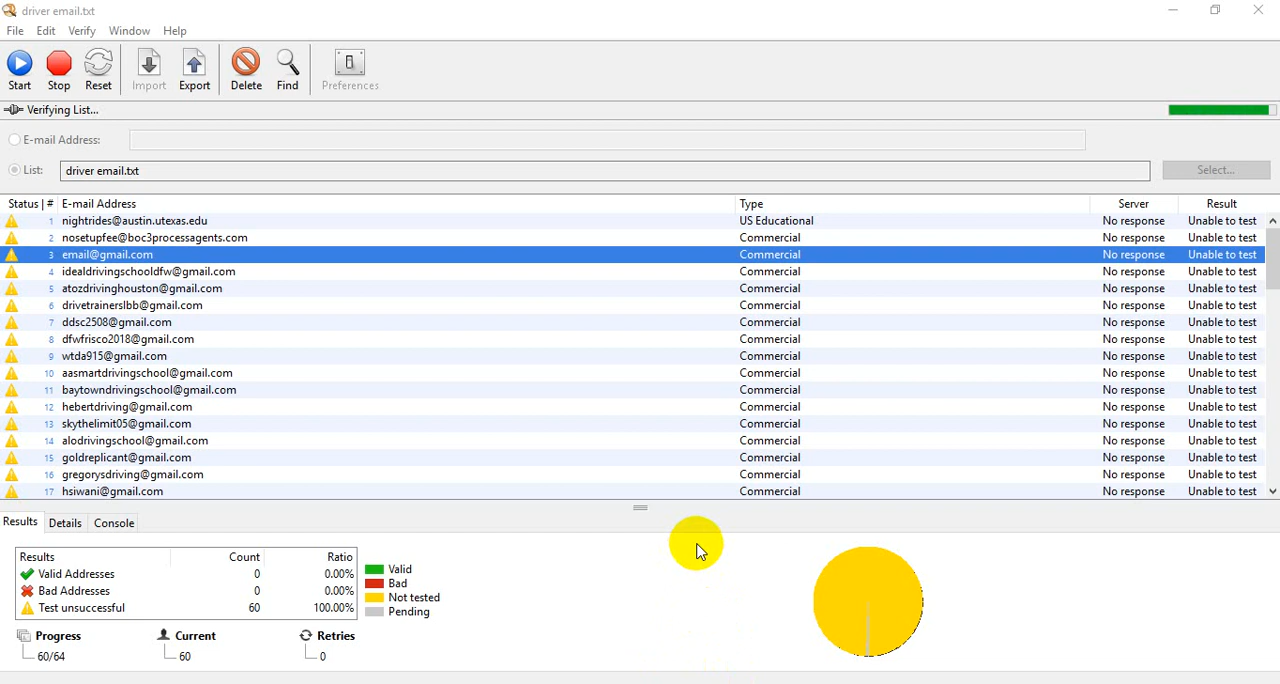 driver email.txt
File Edit Verify Window Help
Start Stop Reset Import Export Delete Find Preferences
Verifying List...
E-mail Address:
List: driver email.txt Select...
Status | # E-mail Address Type Server Result
1 nightrides@austin.utexas.edu US Educational No response Unable to test
2 nosetupfee@boc3processagents.com Commercial No response Unable to test
3 email@gmail.com Commercial No response Unable to test
4 idealdrivingschooldfw@gmail.com Commercial No response Unable to test
5 atozdrivinghouston@gmail.com Commercial No response Unable to test
6 drivetrainerslbb@gmail.com Commercial No response Unable to test
7 ddsc2508@gmail.com Commercial No response Unable to test
8 dfwfrisco2018@gmail.com Commercial No response Unable to test
9 wtda915@gmail.com Commercial No response Unable to test
10 aasmartdrivingschool@gmail.com Commercial No response Unable to test
11 baytowndrivingschool@gmail.com Commercial No response Unable to test
12 hebertdriving@gmail.com Commercial No response Unable to test
13 skythelimit05@gmail.com Commercial No response Unable to test
14 alodrivingschool@gmail.com Commercial No response Unable to test
15 goldreplicant@gmail.com Commercial No response Unable to test
16 gregorysdriving@gmail.com Commercial No response Unable to test
17 hsiwani@gmail.com Commercial No response Unable to test
Results Details Console
Results Count Ratio
Valid Addresses 0 0.00%
Bad Addresses 0 0.00%
Test unsuccessful 60 100.00%
Valid
Bad
Not tested
Pending
Progress Current Retries
60/64 60 0